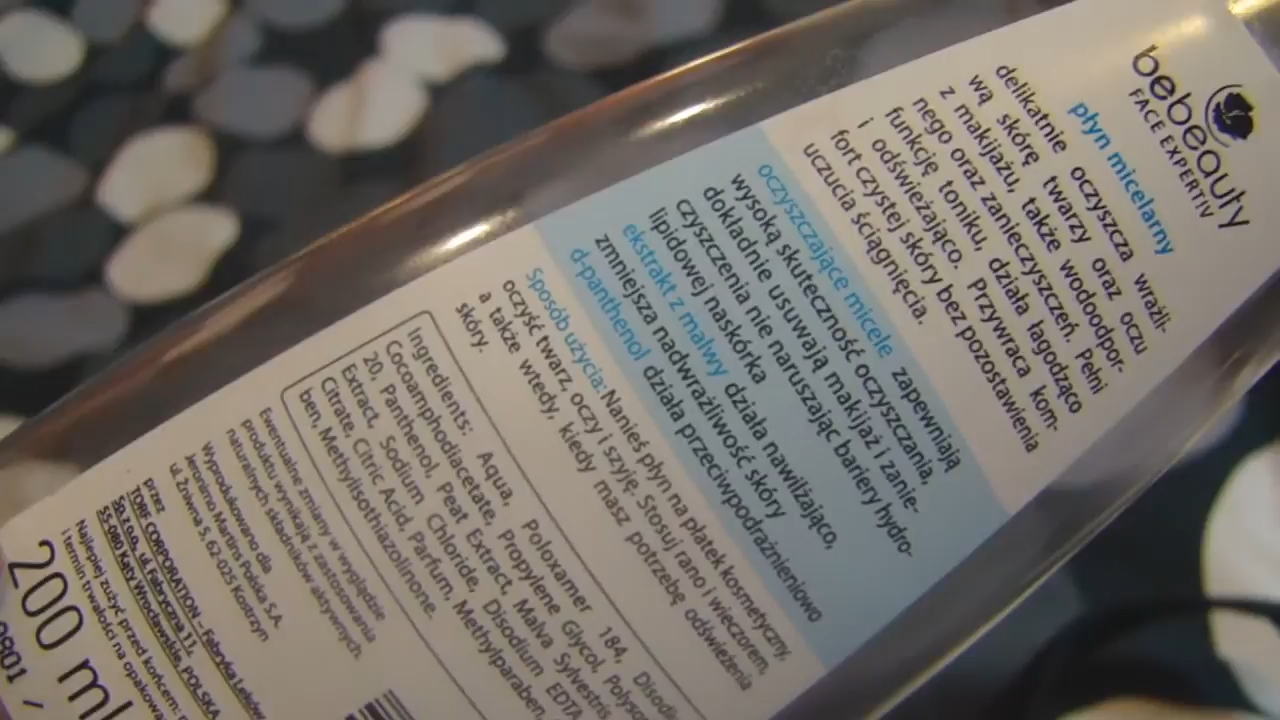 bebeauty
FACE EXPERTIV
płyn micelarny
delikatnie oczyszcza wrażli-
wą skórę twarzy oraz oczu
z makijażu, także wodoodpor-
nego oraz zanieczyszczeń. Pełni
funkcję toniku, działa łagodząco
i odświeżająco. Przywraca kom-
fort czystej skóry bez pozostawienia
uczucia ściągnięcia.
oczyszczające micele zapewniają
wysoką skuteczność oczyszczania,
dokładnie usuwają makijaż i zanie-
czyszczenia nie naruszając bariery hydro-
lipidowej naskórka
ekstrakt z malwy działa nawilżająco,
zmniejsza nadwrażliwość skóry
d-panthenol działa przeciwpodrażnieniowo
Sposób użycia: Nanieś płyn na płatek kosmetyczny,
oczyść twarz, oczy i szyję. Stosuj rano i wieczorem,
a także wtedy, kiedy masz potrzebę odświeżenia
skóry.
Ingredients: Aqua, Poloxamer 184, Disodiu
Cocoamphodiacetate, Propylene Glycol, Polysor
20, Panthenol, Peat Extract, Malva Sylvestris
Extract, Sodium Chloride, Disodium EDTA
Citrate, Citric Acid, Parfum, Methylparaben,
ben, Methylisothiazolinone.
Ewentualne zmiany w wyglądzie
produktu wynikają z zastosowania
naturalnych składników aktywnych.
Wyprodukowano dla
Jeronimo Martins Polska S.A.
ul. Żniwna 5, 62-025 Kostrzyn
przez
TORF CORPORATION – Fabryka Leków
Sp. z o.o., ul. Fabryczna 11,
55-080 Kąty Wrocławskie, POLSKA
Najlepiej zużyć przed końcem:
i termin trwałości na opakowa
200 ml
0901 /